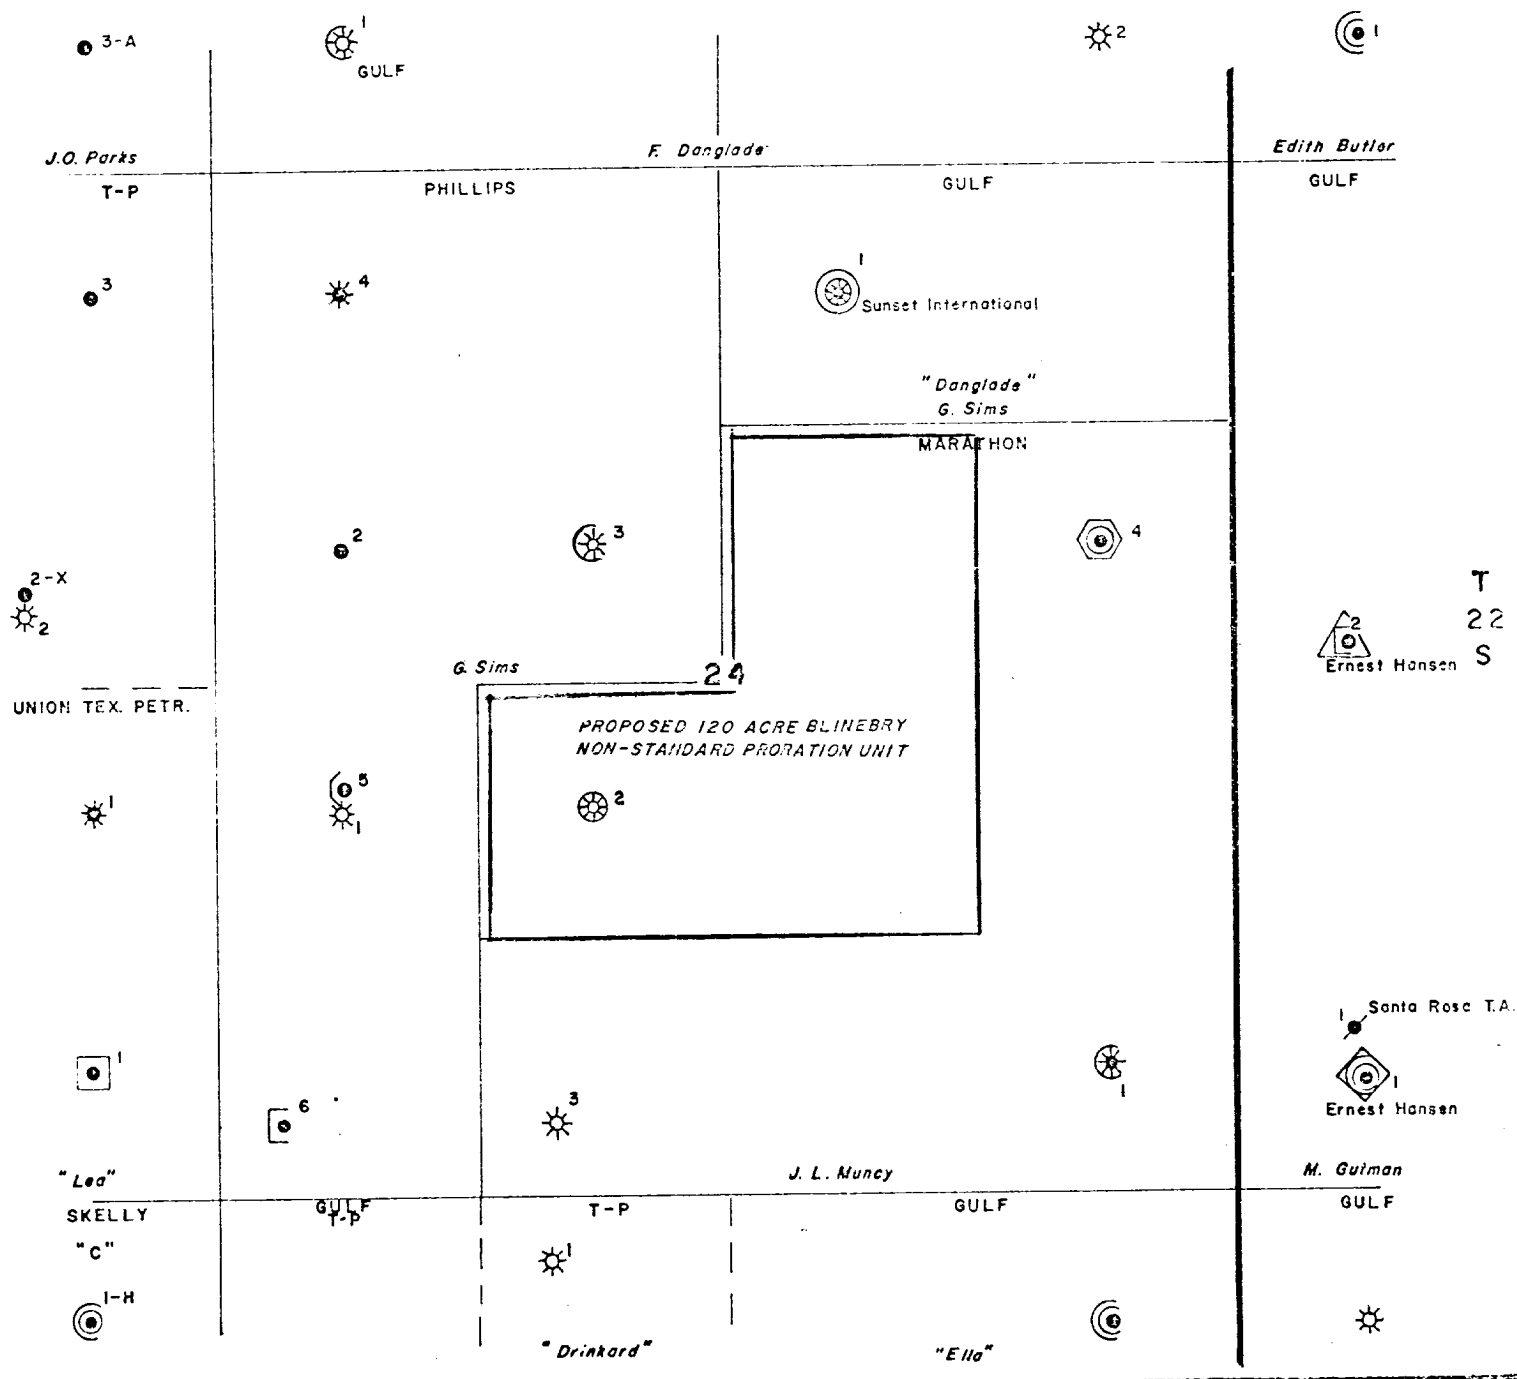 3-A
1
GULF
2
1
J.O. Parks
F. Danglade
Edith Butler
T-P
PHILLIPS
GULF
GULF
3
4
1
Sunset International
"Danglade"
G. Sims
MARATHON
2
3
4
2-X
2
T
22
S
2
Ernest Hansen
G. Sims
24
UNION TEX. PETR.
PROPOSED 120 ACRE BLINEBRY
NON-STANDARD PRORATION UNIT
1
5
1
2
1
Santa Rosa T.A.
1
6
3
1
1
Ernest Hansen
"Lea"
J. L. Muncy
M. Gutman
SKELLY
GULF
T-P
T-P
GULF
GULF
"C"
1
1-H
"Drinkard"
"Ella"